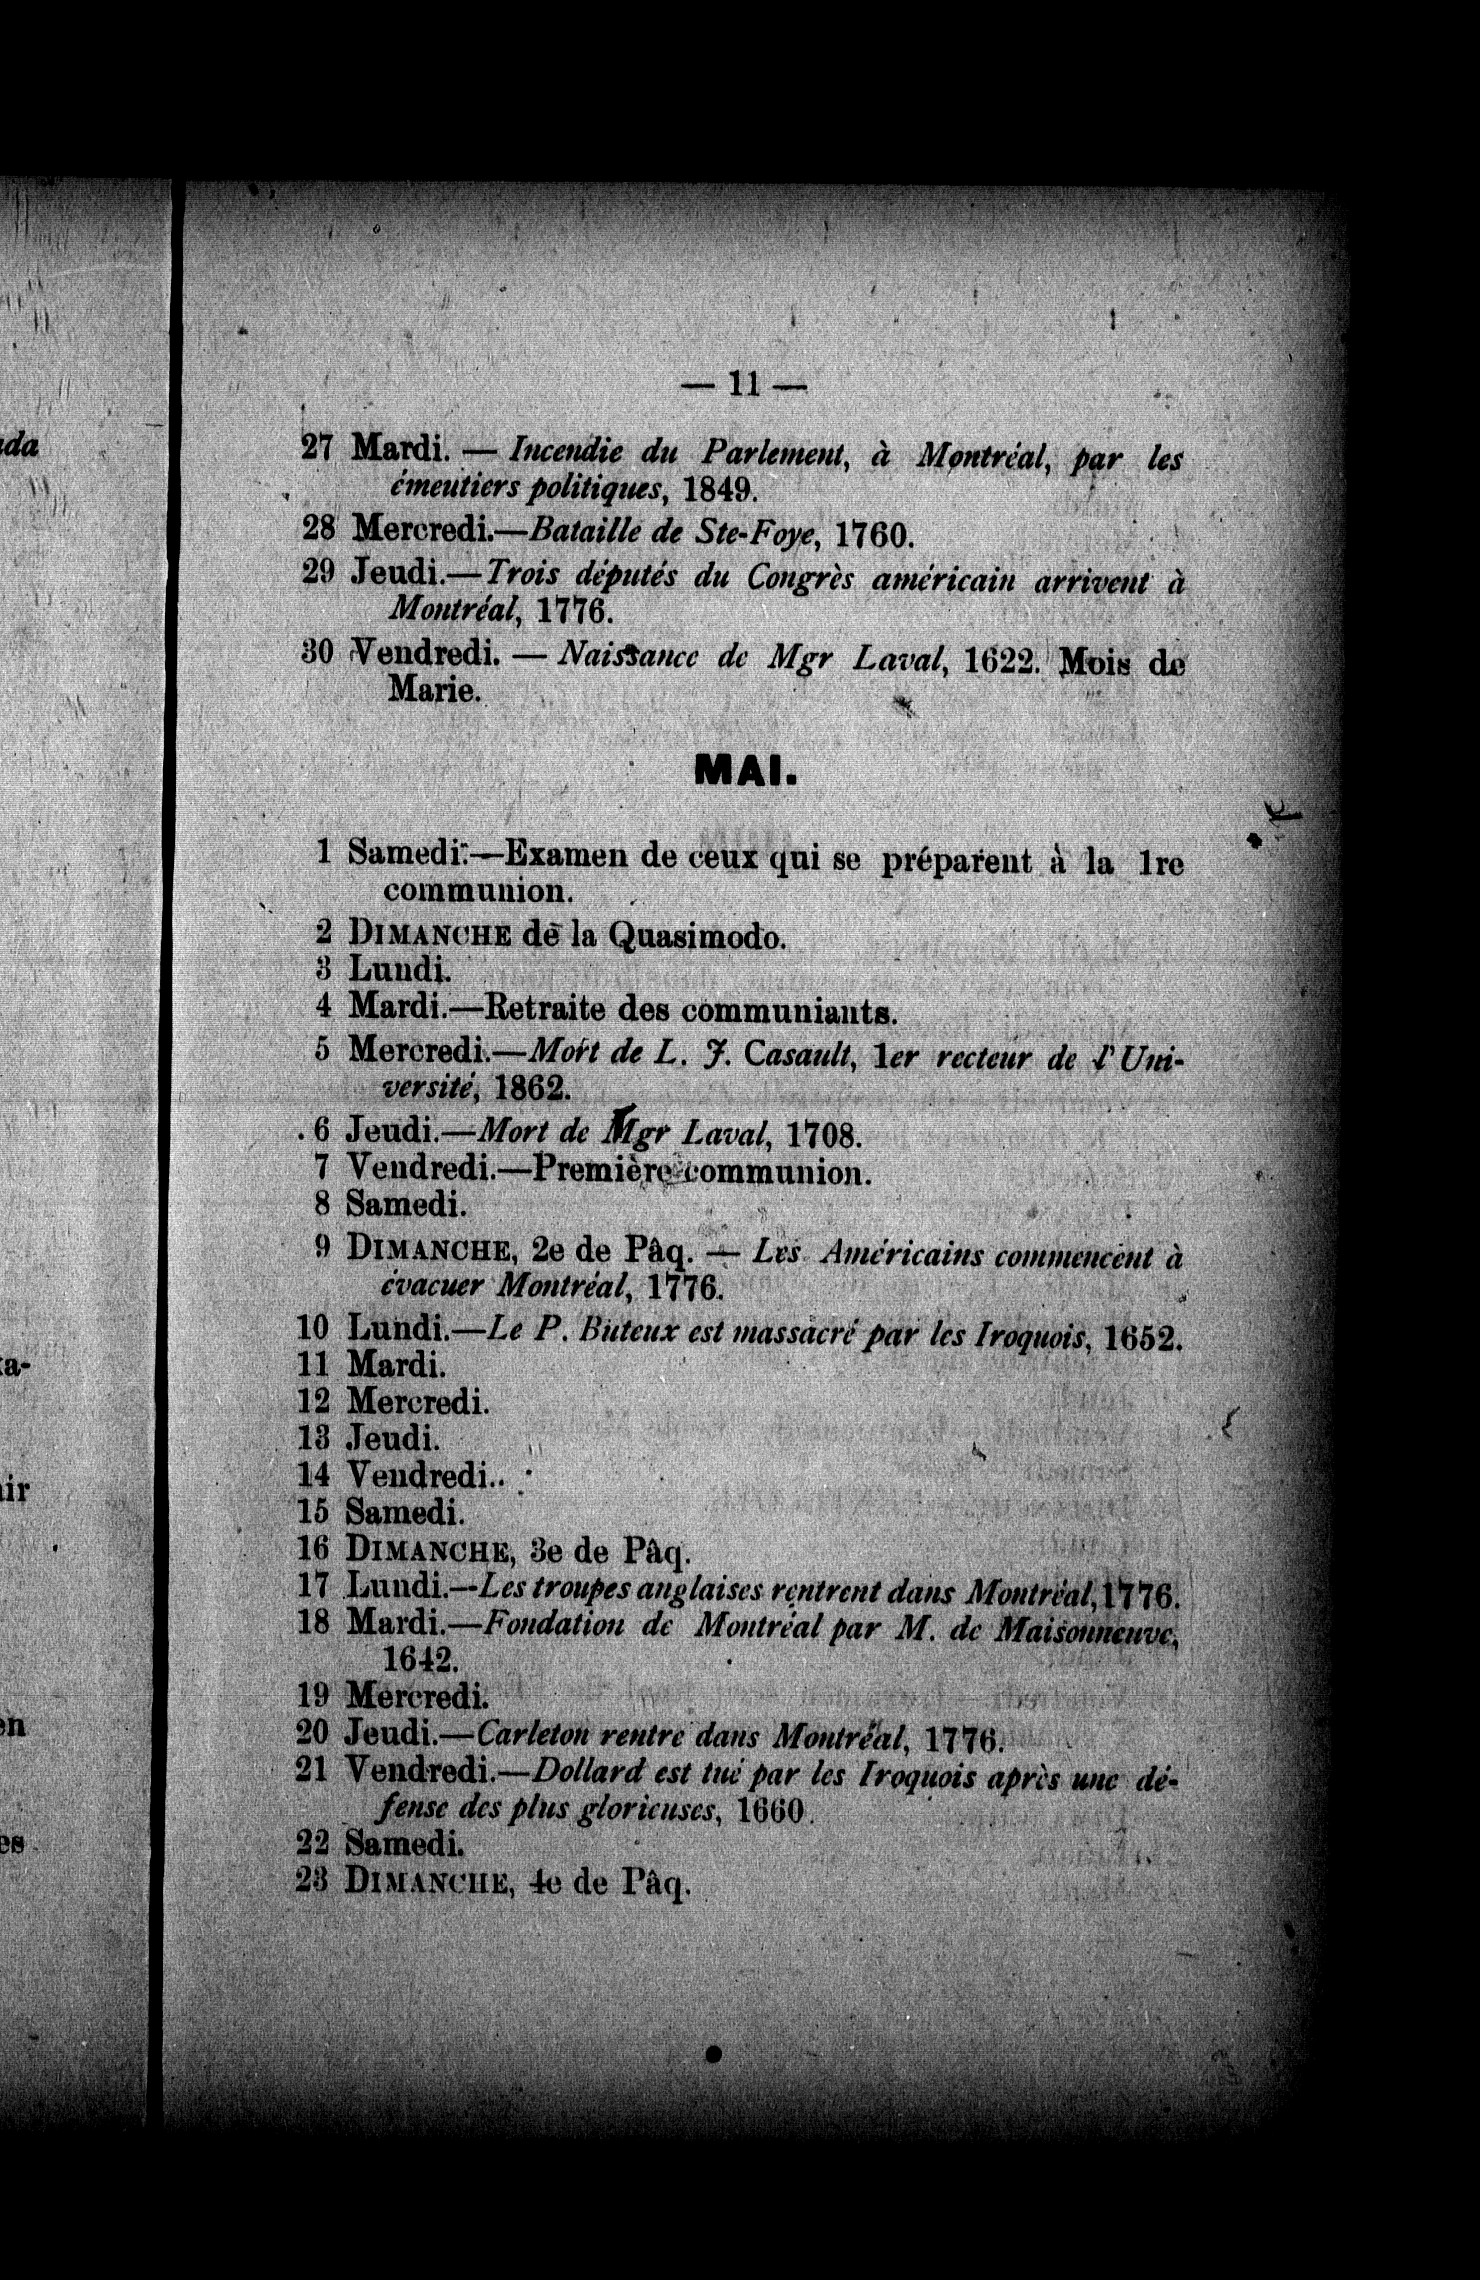 — 11 —
27 Mardi. — Incendie du Parlement, à Montréal, par les
émeutiers politiques, 1849.
28 Mercredi.—Bataille de Ste-Foye, 1760.
29 Jeudi.—Trois députés du Congrès américain arrivent à
Montréal, 1776.
30 Vendredi. — Naissance de Mgr Laval, 1622. Mois de
Marie.
MAI.
1 Samedi.—Examen de ceux qui se préparent à la 1re
communion.
2 DIMANCHE de la Quasimodo.
3 Lundi.
4 Mardi.—Retraite des communiants.
5 Mercredi.—Mort de L. J. Casault, 1er recteur de l'Uni-
versité, 1862.
6 Jeudi.—Mort de Mgr Laval, 1708.
7 Vendredi.—Première communion.
8 Samedi.
9 DIMANCHE, 2e de Pâq. — Les Américains commencent à
évacuer Montréal, 1776.
10 Lundi.—Le P. Buteux est massacré par les Iroquois, 1652.
11 Mardi.
12 Mercredi.
13 Jeudi.
14 Vendredi..
15 Samedi.
16 DIMANCHE, 3e de Pâq.
17 Lundi.—Les troupes anglaises rentrent dans Montréal, 1776.
18 Mardi.—Fondation de Montréal par M. de Maisonneuve,
1642.
19 Mercredi.
20 Jeudi.—Carleton rentre dans Montréal, 1776.
21 Vendredi.—Dollard est tué par les Iroquois après une dé-
fense des plus glorieuses, 1660.
22 Samedi.
23 DIMANCHE, 4e de Pâq.